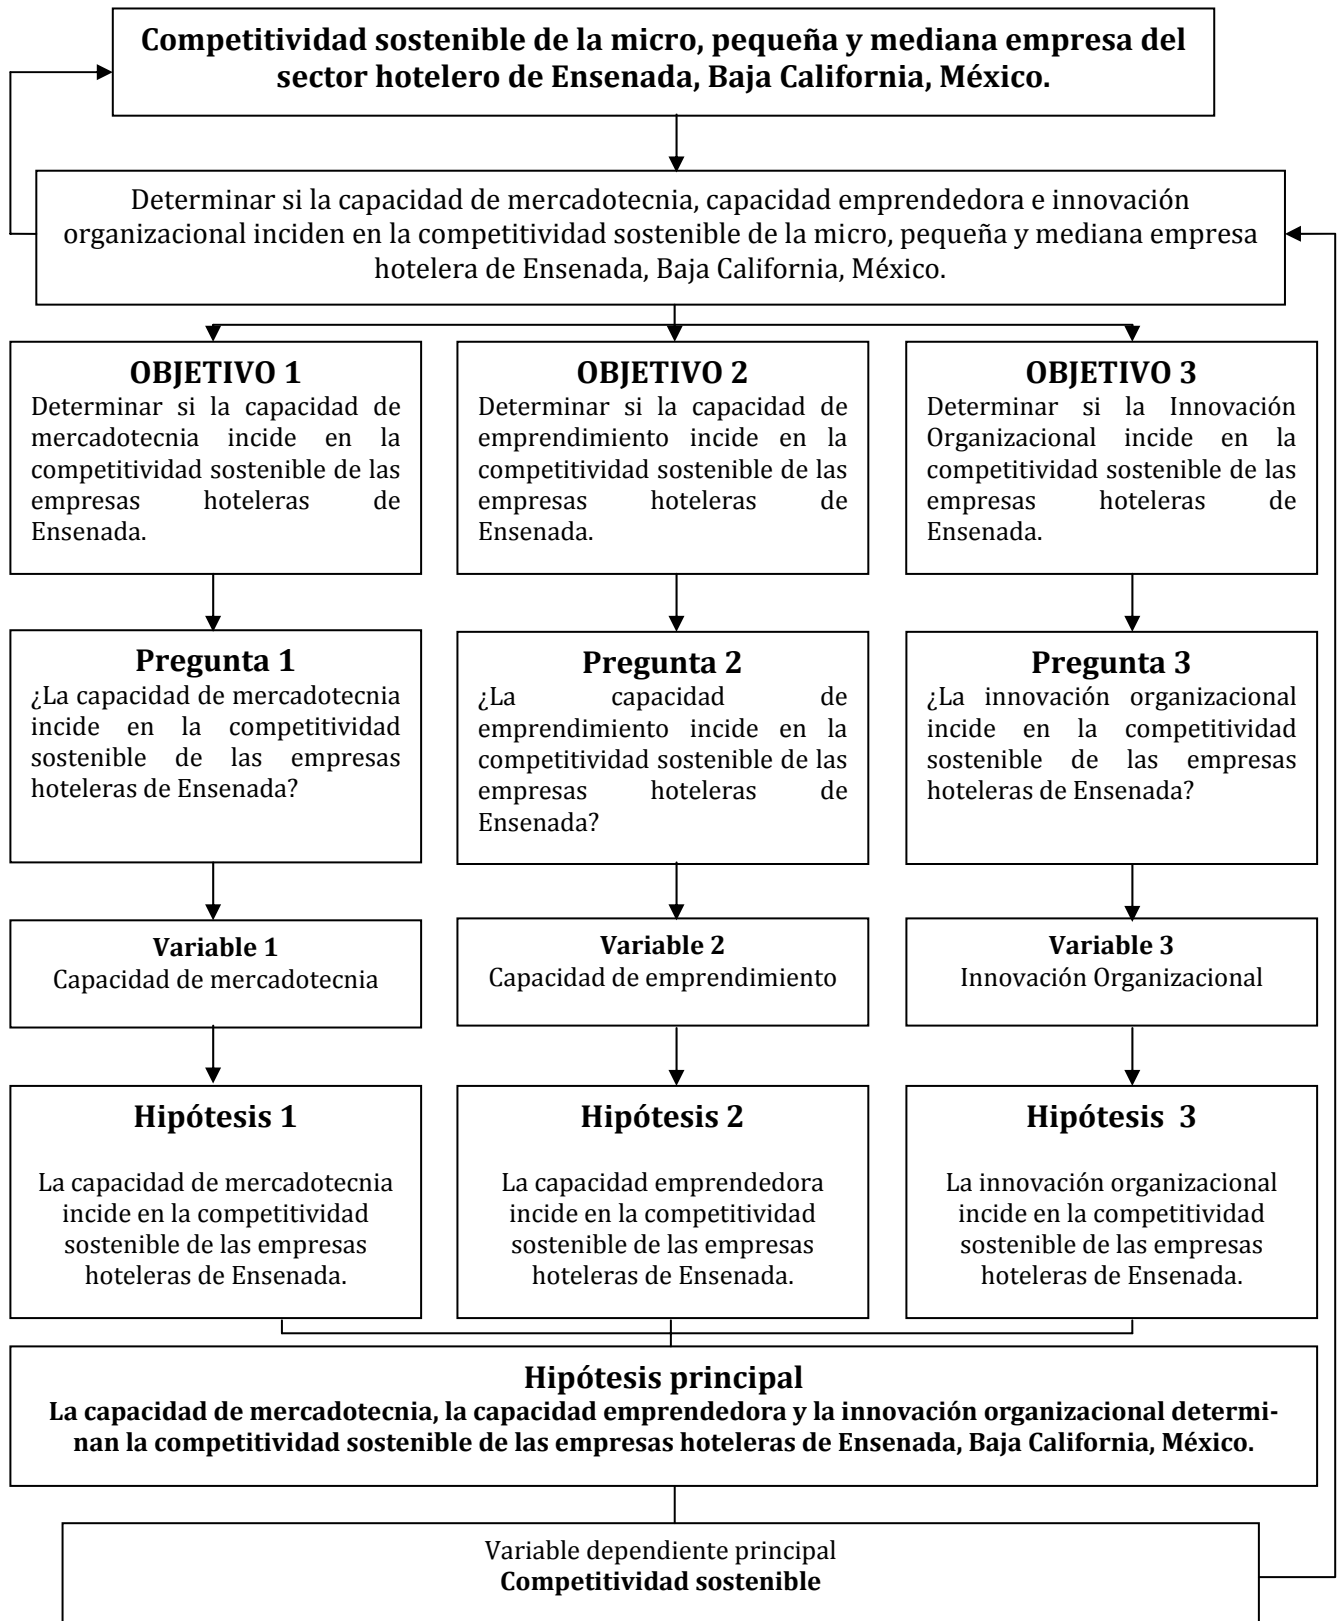 Competitividad sostenible de la micro, pequeña y mediana empresa del
sector hotelero de Ensenada, Baja California, México.
Determinar si la capacidad de mercadotecnia, capacidad emprendedora e innovación
organizacional inciden en la competitividad sostenible de la micro, pequeña y mediana empresa
hotelera de Ensenada, Baja California, México.
OBJETIVO 1
Determinar si la capacidad de
mercadotecnia incide en la
competitividad sostenible de las
empresas hoteleras de
Ensenada.
OBJETIVO 2
Determinar si la capacidad de
emprendimiento incide en la
competitividad sostenible de las
empresas hoteleras de
Ensenada.
OBJETIVO 3
Determinar si la Innovación
Organizacional incide en la
competitividad sostenible de las
empresas hoteleras de
Ensenada.
Pregunta 1
¿La capacidad de mercadotecnia
incide en la competitividad
sostenible de las empresas
hoteleras de Ensenada?
Pregunta 2
¿La capacidad de
emprendimiento incide en la
competitividad sostenible de las
empresas hoteleras de
Ensenada?
Pregunta 3
¿La innovación organizacional
incide en la competitividad
sostenible de las empresas
hoteleras de Ensenada?
Variable 1
Capacidad de mercadotecnia
Variable 2
Capacidad de emprendimiento
Variable 3
Innovación Organizacional
Hipótesis 1
La capacidad de mercadotecnia
incide en la competitividad
sostenible de las empresas
hoteleras de Ensenada.
Hipótesis 2
La capacidad emprendedora
incide en la competitividad
sostenible de las empresas
hoteleras de Ensenada.
Hipótesis 3
La innovación organizacional
incide en la competitividad
sostenible de las empresas
hoteleras de Ensenada.
Hipótesis principal
La capacidad de mercadotecnia, la capacidad emprendedora y la innovación organizacional determi-
nan la competitividad sostenible de las empresas hoteleras de Ensenada, Baja California, México.
Variable dependiente principal
Competitividad sostenible